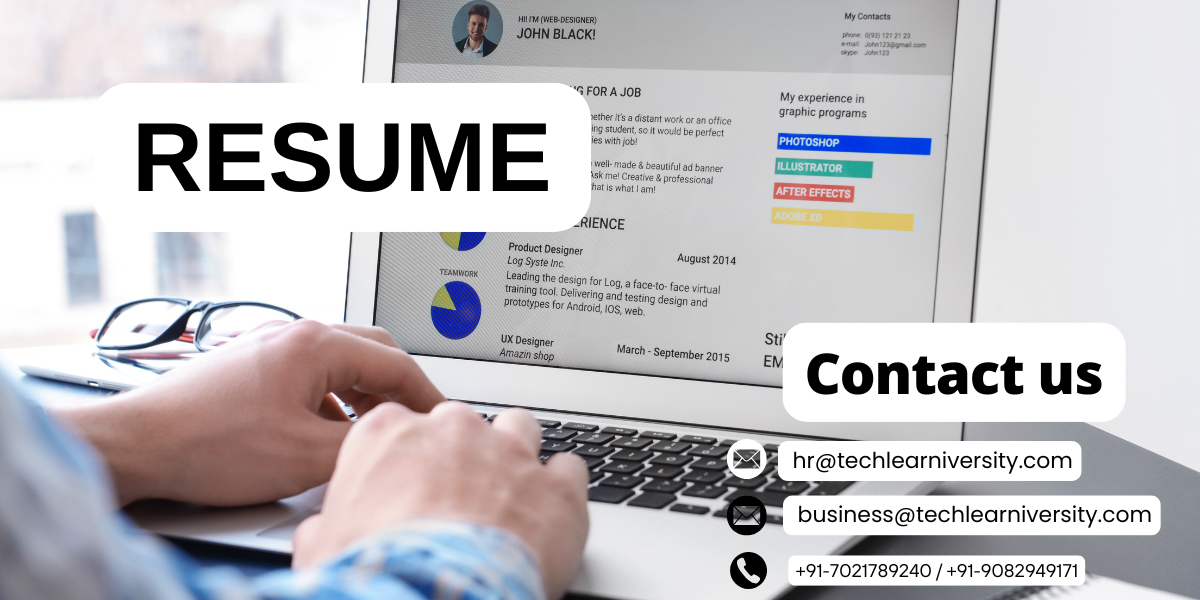 HI! I'M (WEB-DESIGNER)
JOHN BLACK!
My Contacts
phone: 0(93) 121 21 23
e-mail: John123@gmail.com
skype: John123
RESUME
G FOR A JOB
hether it's a distant work or an office
ing student, so it would be perfect
ies with job!
well- made & beautiful ad banner
Ask me! Creative & professional
hat is what I am!
My experience in
graphic programs
PHOTOSHOP
ILLUSTRATOR
AFTER EFFECTS
ADOBE XD
ERIENCE
Product Designer
August 2014
Log Syste Inc.
Leading the design for Log, a face-to- face virtual
training tool. Delivering and testing design and
prototypes for Android, IOS, web.
TEAMWORK
UX Designer
March - September 2015
Amazin shop
Sti
EM
Contact us
hr@techlearniversity.com
business@techlearniversity.com
+91-7021789240 / +91-9082949171